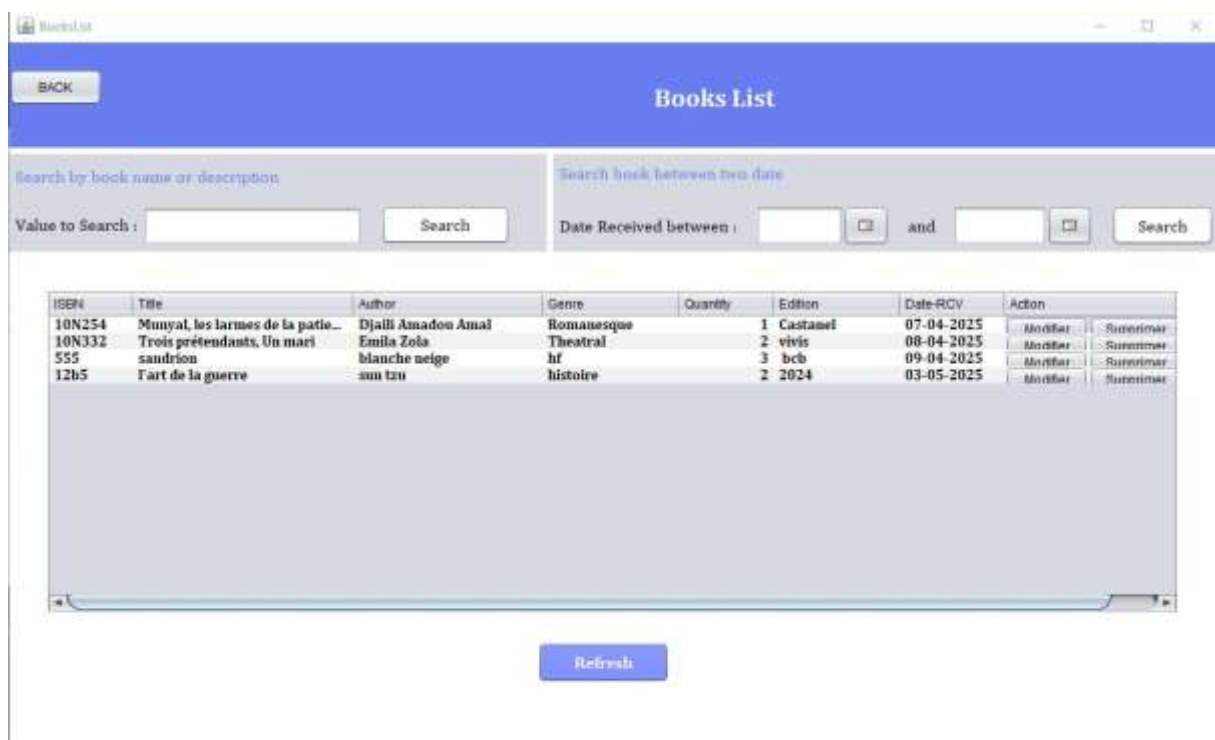 BooksList
BACK
Books List
Search by book name or description
Search book between two date
Value to Search :
Search
Date Received between :
and
Search
ISBN Title Author Genre Quantity Edition Date-RCV Action
10N254 Munyal, les larmes de la patie... Djaili Amadou Amal Romanesque 1 Castanel 07-04-2025 Modifier Supprimer
10N332 Trois prétendants, Un mari Emila Zola Theatral 2 vivis 08-04-2025 Modifier Supprimer
555 sandrion blanche neige hf 3 bcb 09-04-2025 Modifier Supprimer
12b5 l'art de la guerre sun tzu histoire 2 2024 03-05-2025 Modifier Supprimer
Refresh